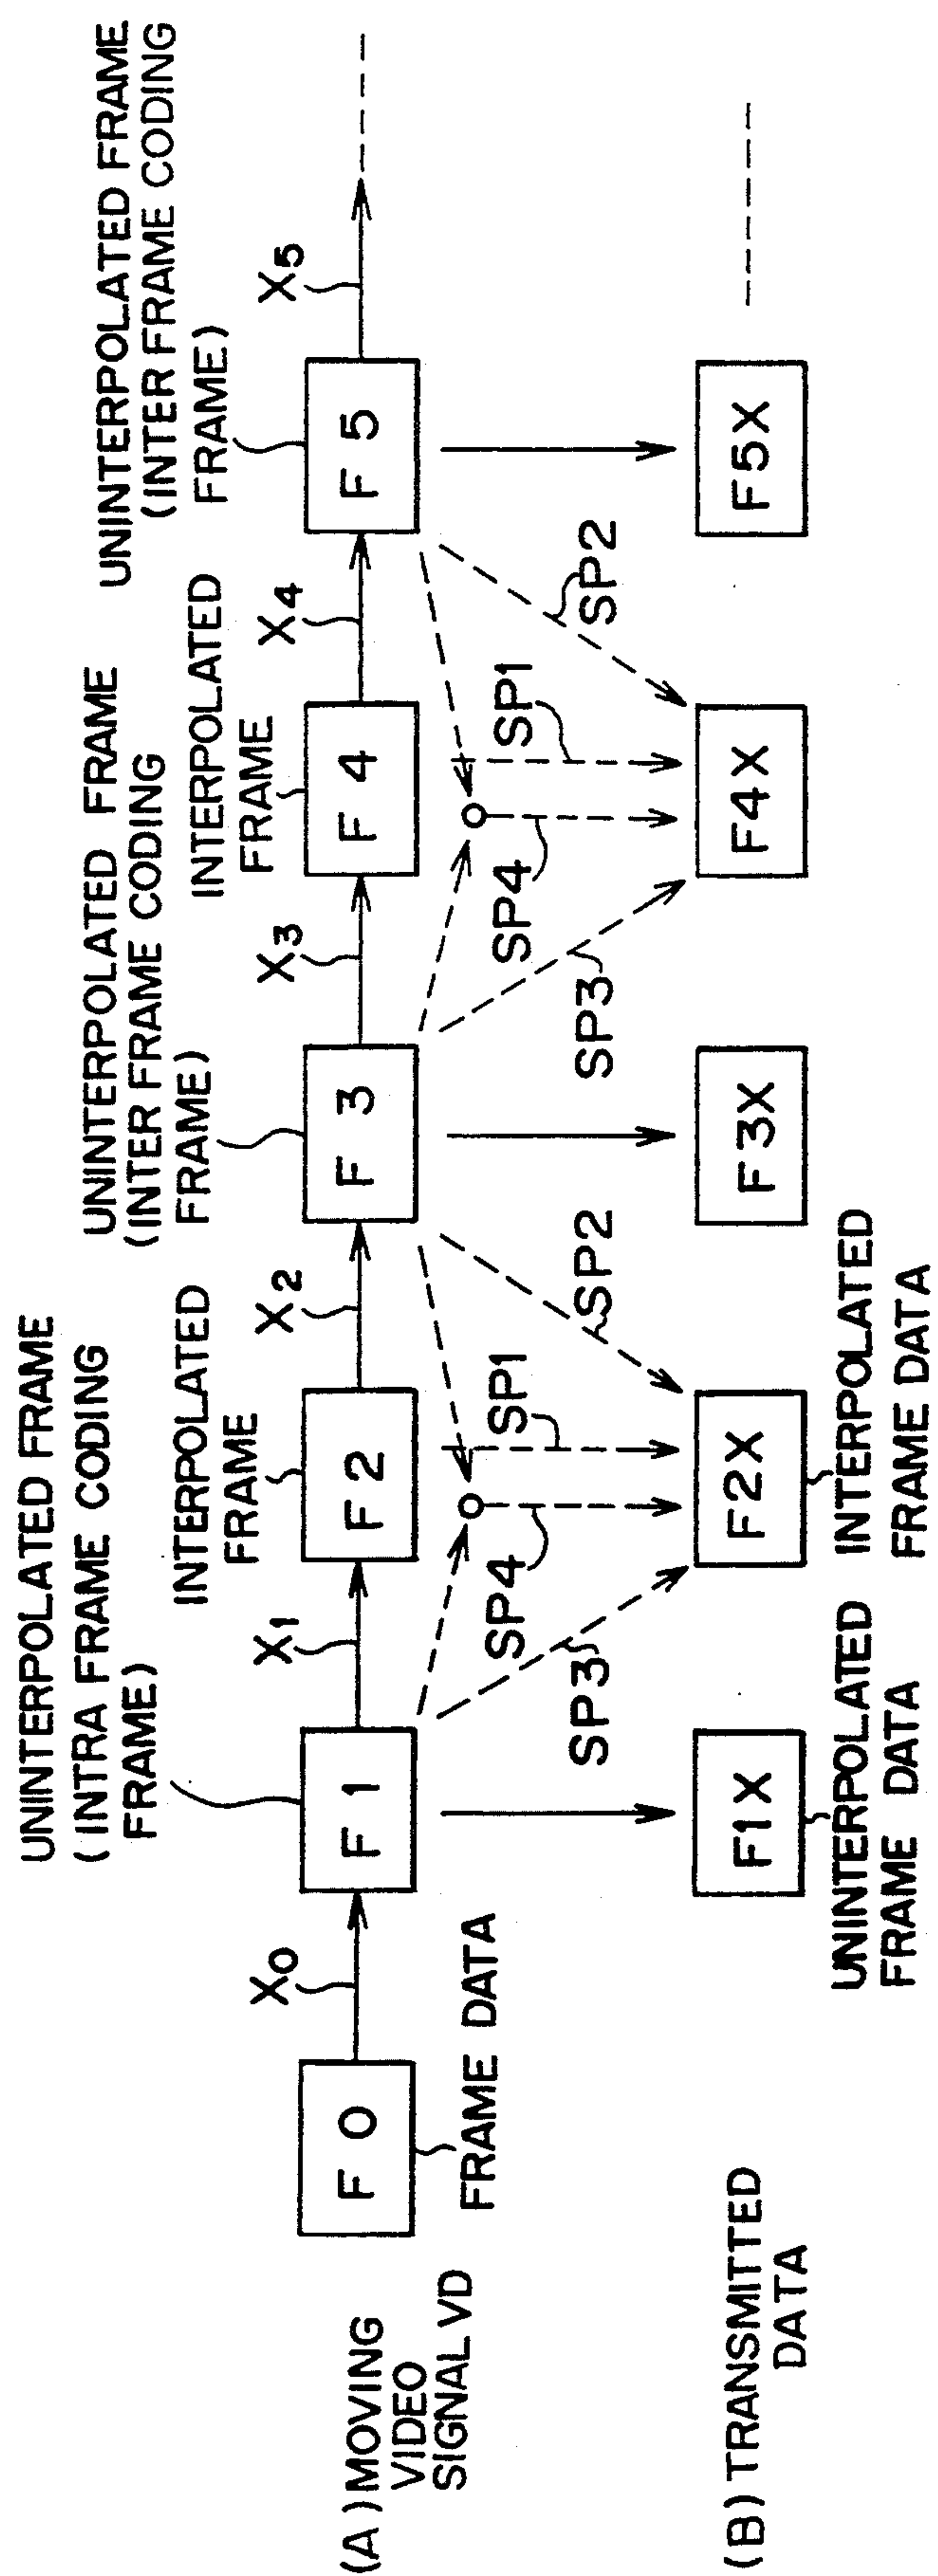 UNINTERPOLATED FRAME
(INTRA FRAME CODING
FRAME)
UNINTERPOLATED FRAME
(INTER FRAME CODING
FRAME)
UNINTERPOLATED FRAME
(INTER FRAME CODING
FRAME)
INTERPOLATED
FRAME
INTERPOLATED
FRAME
X0
X1
X2
X3
X4
X5
(A) MOVING
VIDEO
SIGNAL VD
F 0
F 1
F 2
F 3
F 4
F 5
FRAME DATA
SP4
SP1
SP3
SP2
SP4
SP1
SP3
SP2
(B) TRANSMITTED
DATA
F1X
F2X
F3X
F4X
F5X
UNINTERPOLATED
FRAME DATA
INTERPOLATED
FRAME DATA